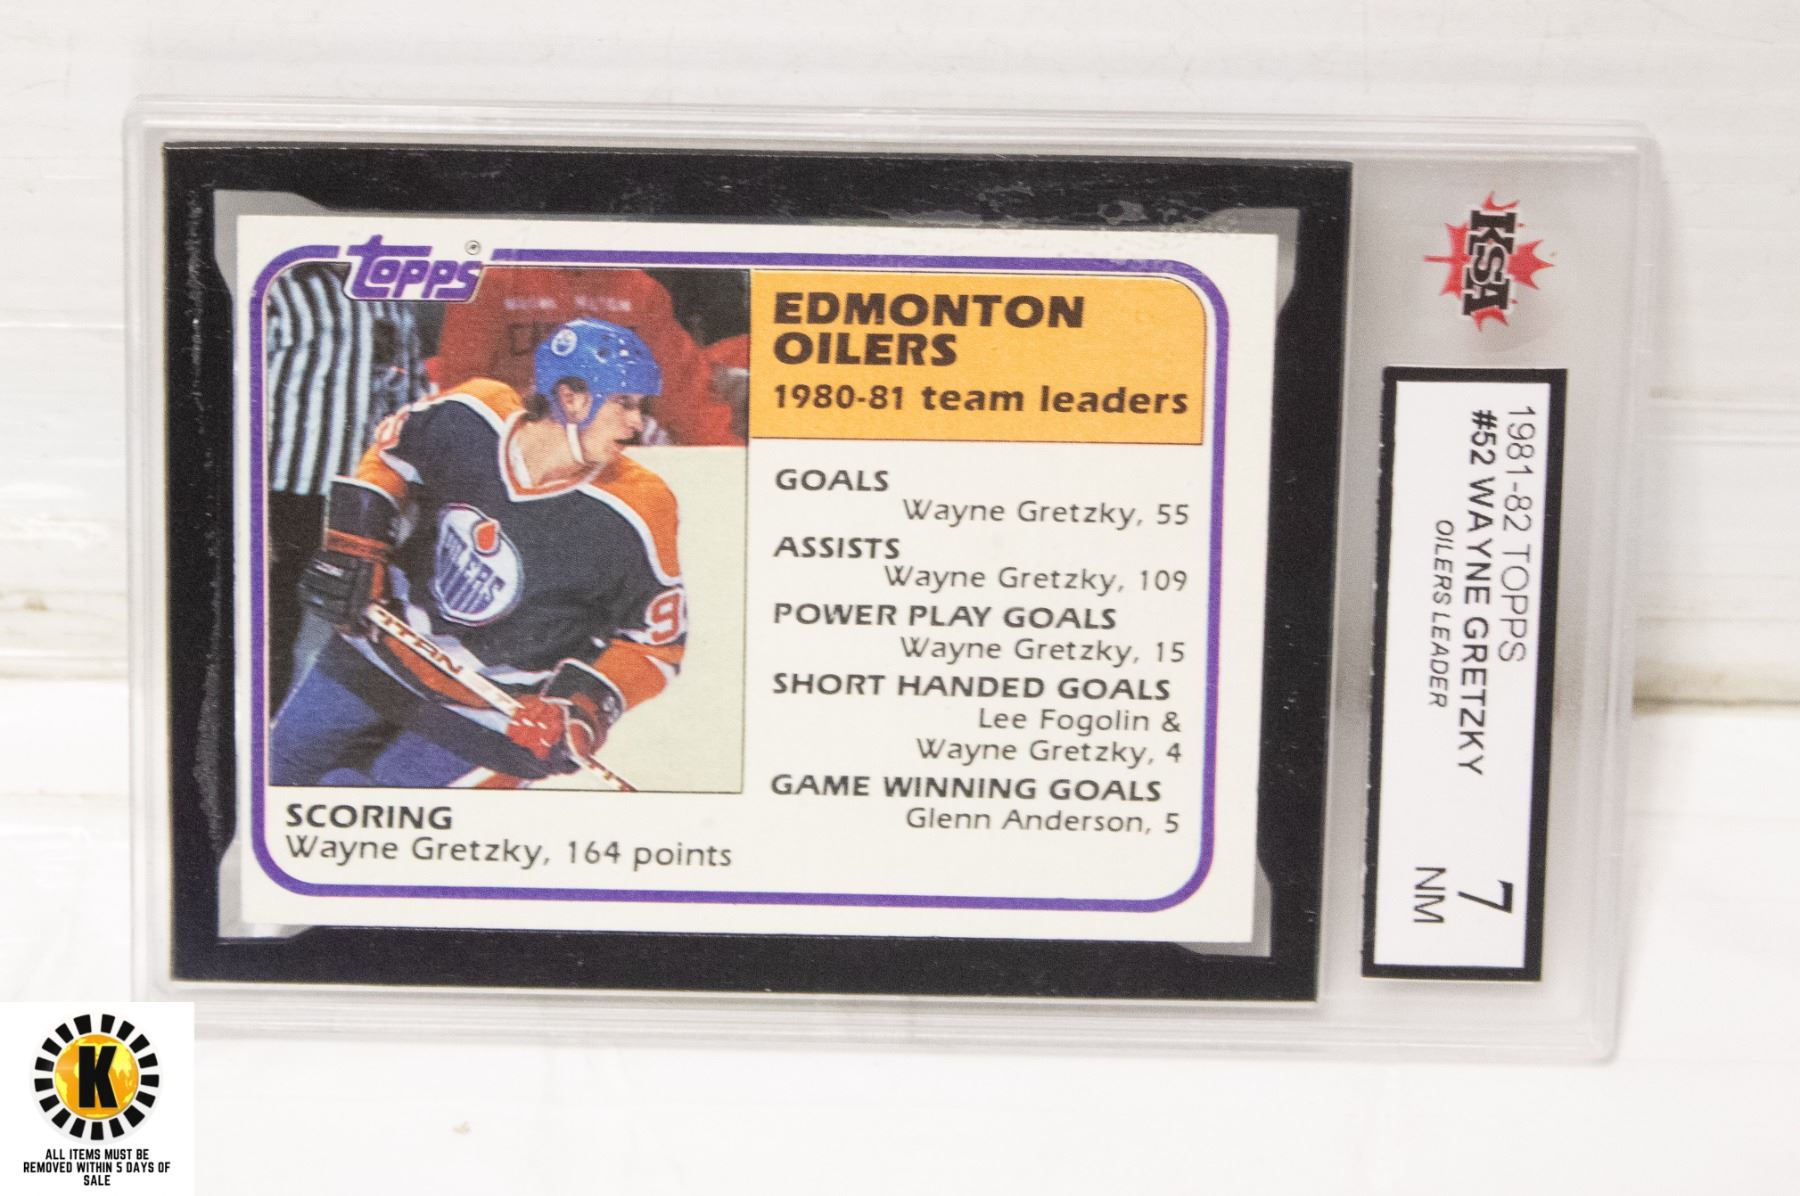 topps®
EDMONTON
OILERS
1980-81 team leaders
GOALS
Wayne Gretzky, 55
ASSISTS
Wayne Gretzky, 109
POWER PLAY GOALS
Wayne Gretzky, 15
SHORT HANDED GOALS
Lee Fogolin &
Wayne Gretzky, 4
GAME WINNING GOALS
Glenn Anderson, 5
SCORING
Wayne Gretzky, 164 points
OILERS
TITAN
9
KSA
1981-82 TOPPS
#52 WAYNE GRETZKY
OILERS LEADER
7
NM
K
ALL ITEMS MUST BE
REMOVED WITHIN 5 DAYS OF
SALE